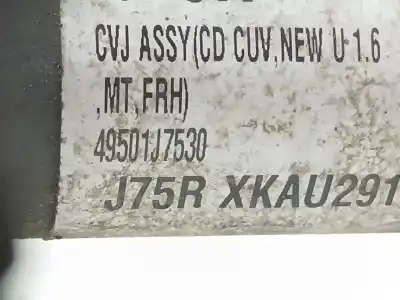 CVJ ASSY(CD CUV,NEW U 1.6
,MT,FRH)
49501J7530
J75R XKAU291